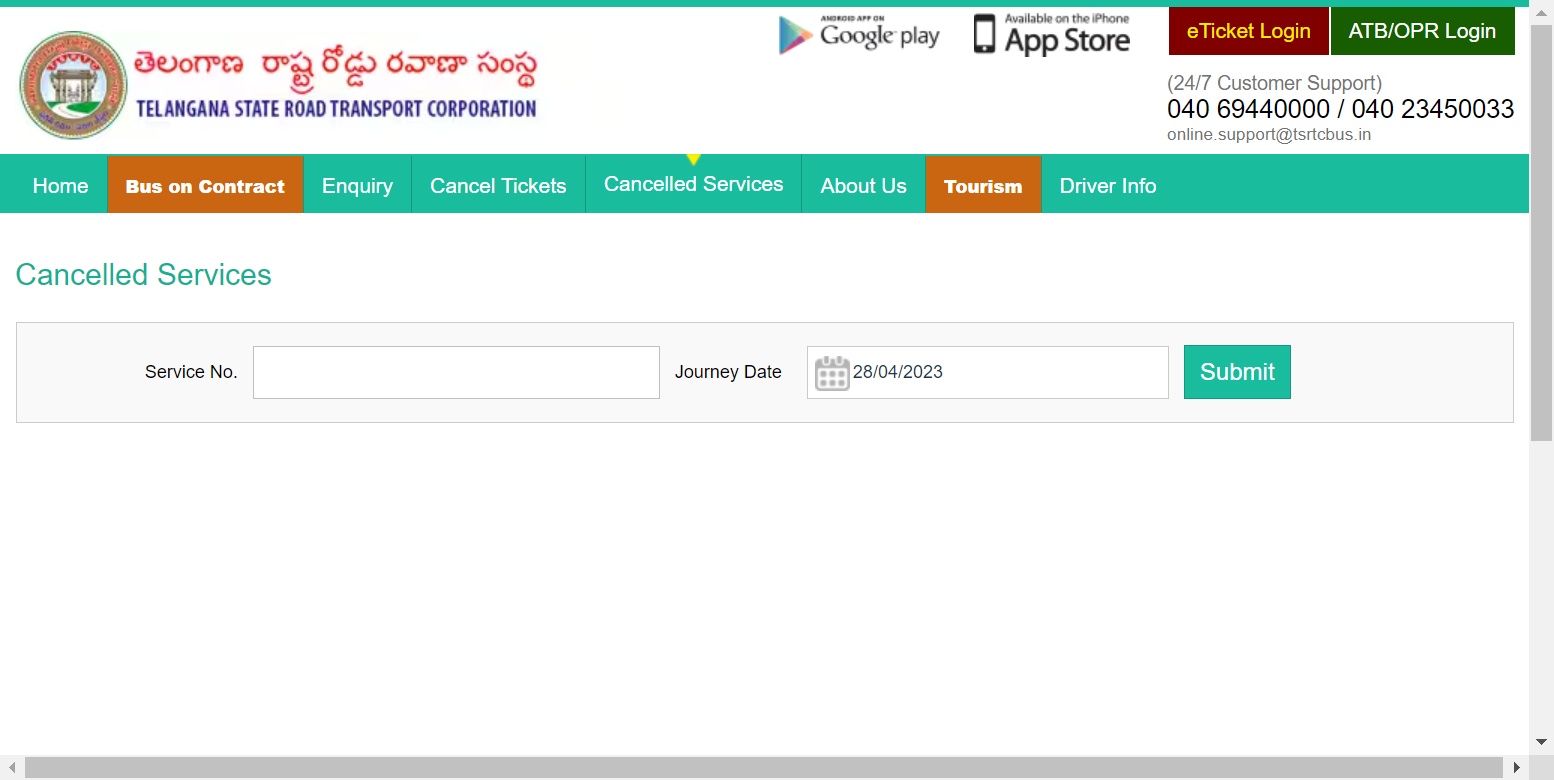 తెలంగాణ రాష్ట్ర రోడ్డు రవాణా సంస్థ
TELANGANA STATE ROAD TRANSPORT CORPORATION
ANDROID APP ON
Google play
Available on the iPhone
App Store
eTicket Login
ATB/OPR Login
(24/7 Customer Support)
040 69440000 / 040 23450033
online.support@tsrtcbus.in
Home
Bus on Contract
Enquiry
Cancel Tickets
Cancelled Services
About Us
Tourism
Driver Info
Cancelled Services
Service No.
Journey Date
28/04/2023
Submit